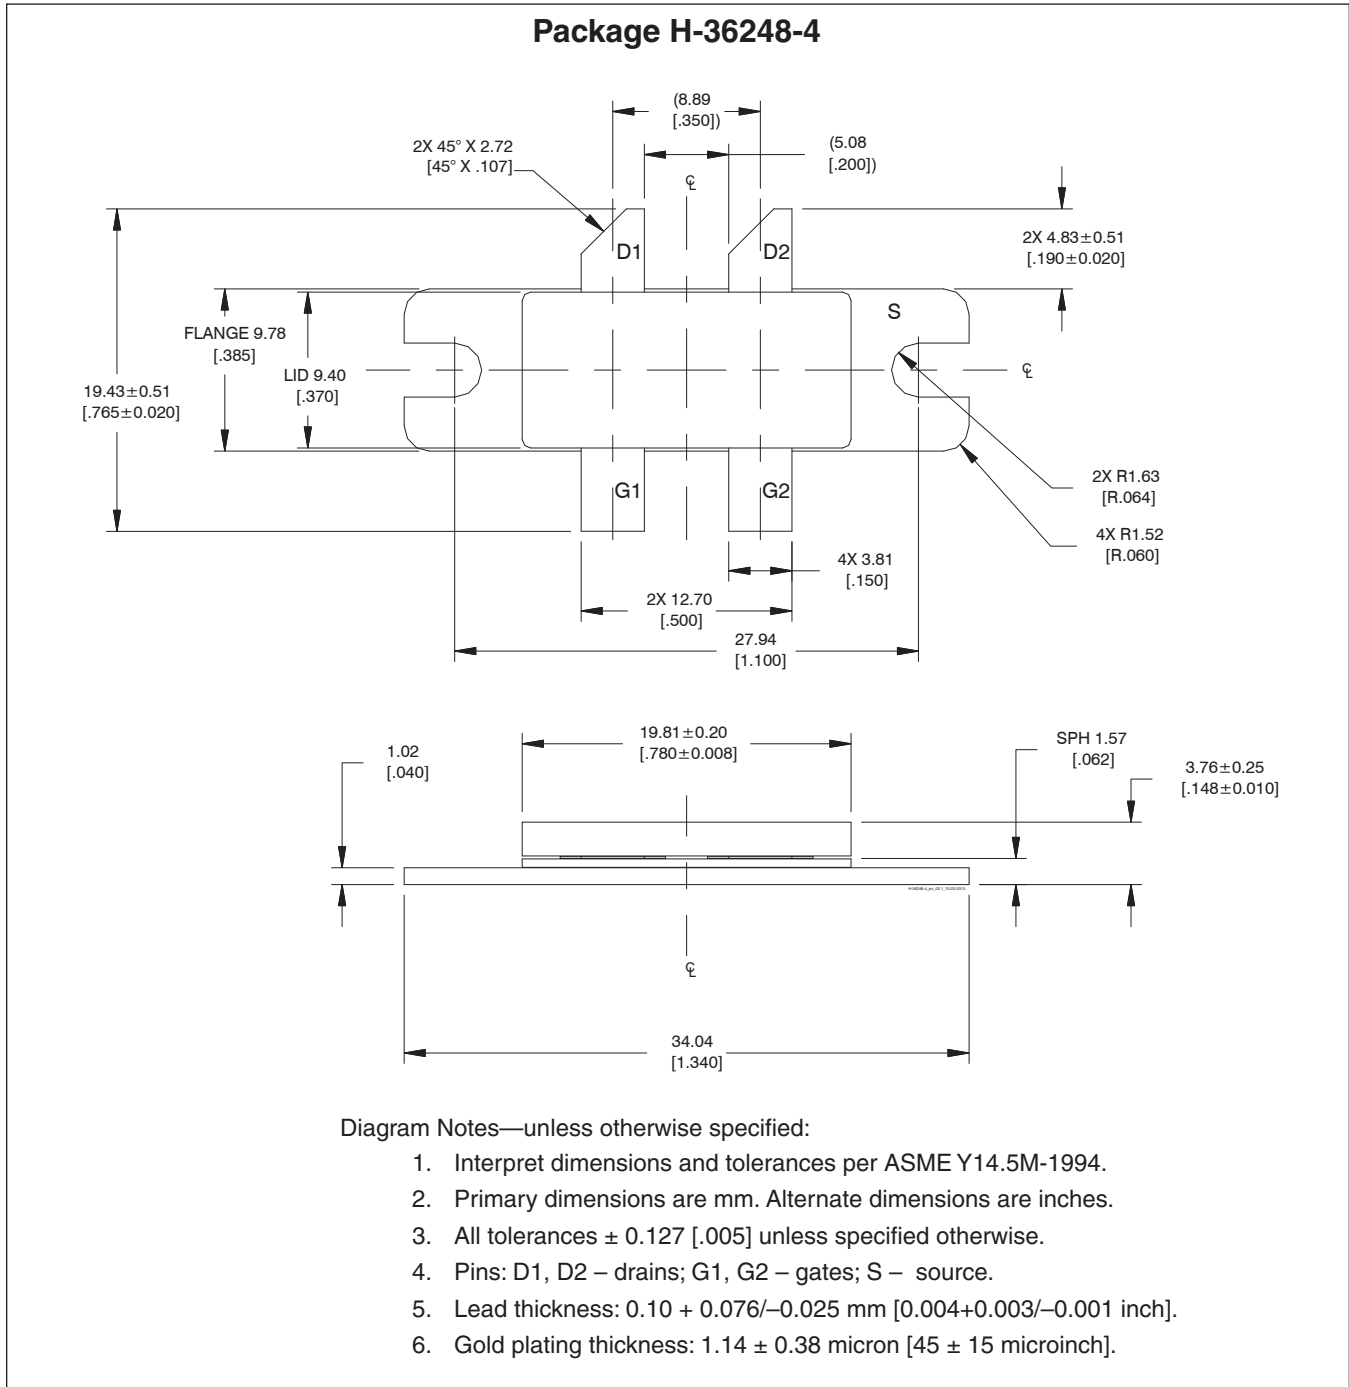 Package H-36248-4
(8.89
[.350])
2X 45° X 2.72
[45° X .107]
(5.08
[.200])
℄
D1
D2
2X 4.83±0.51
[.190±0.020]
S
FLANGE 9.78
[.385]
LID 9.40
[.370]
℄
19.43±0.51
[.765±0.020]
G1
G2
2X R1.63
[R.064]
4X R1.52
[R.060]
4X 3.81
[.150]
2X 12.70
[.500]
27.94
[1.100]
19.81±0.20
[.780±0.008]
1.02
[.040]
SPH 1.57
[.062]
3.76±0.25
[.148±0.010]
℄
34.04
[1.340]
Diagram Notes—unless otherwise specified:
1. Interpret dimensions and tolerances per ASME Y14.5M-1994.
2. Primary dimensions are mm. Alternate dimensions are inches.
3. All tolerances ± 0.127 [.005] unless specified otherwise.
4. Pins: D1, D2 – drains; G1, G2 – gates; S – source.
5. Lead thickness: 0.10 + 0.076/–0.025 mm [0.004+0.003/–0.001 inch].
6. Gold plating thickness: 1.14 ± 0.38 micron [45 ± 15 microinch].